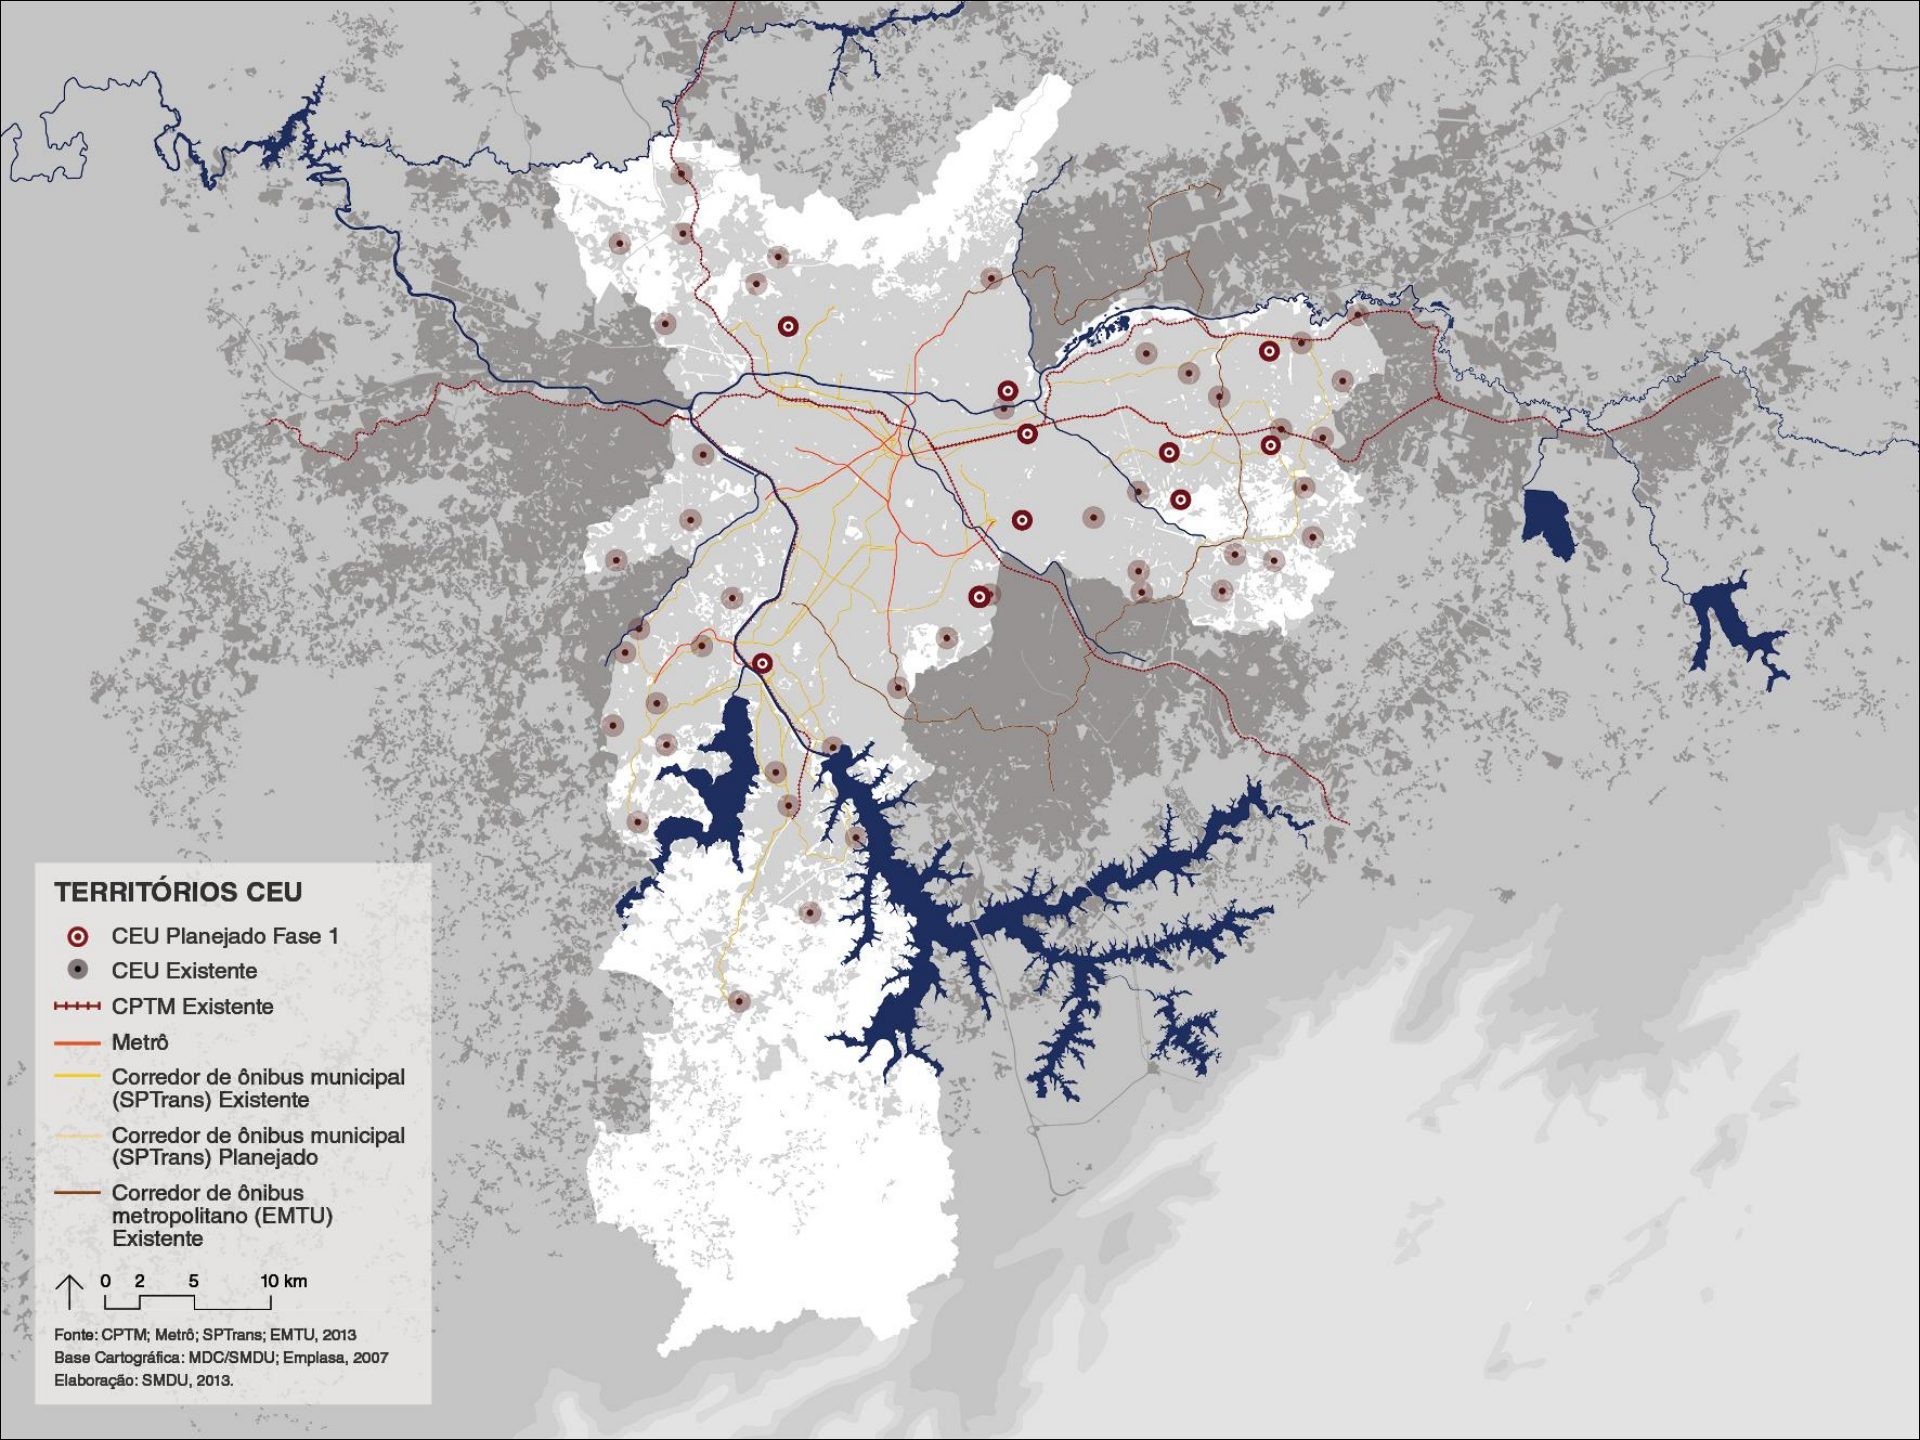 TERRITÓRIOS CEU
CEU Planejado Fase 1
CEU Existente
CPTM Existente
Metrô
Corredor de ônibus municipal
(SPTrans) Existente
Corredor de ônibus municipal
(SPTrans) Planejado
Corredor de ônibus
metropolitano (EMTU)
Existente
0 2 5 10 km
Fonte: CPTM; Metrô; SPTrans; EMTU, 2013
Base Cartográfica: MDC/SMDU; Emplasa, 2007
Elaboração: SMDU, 2013.